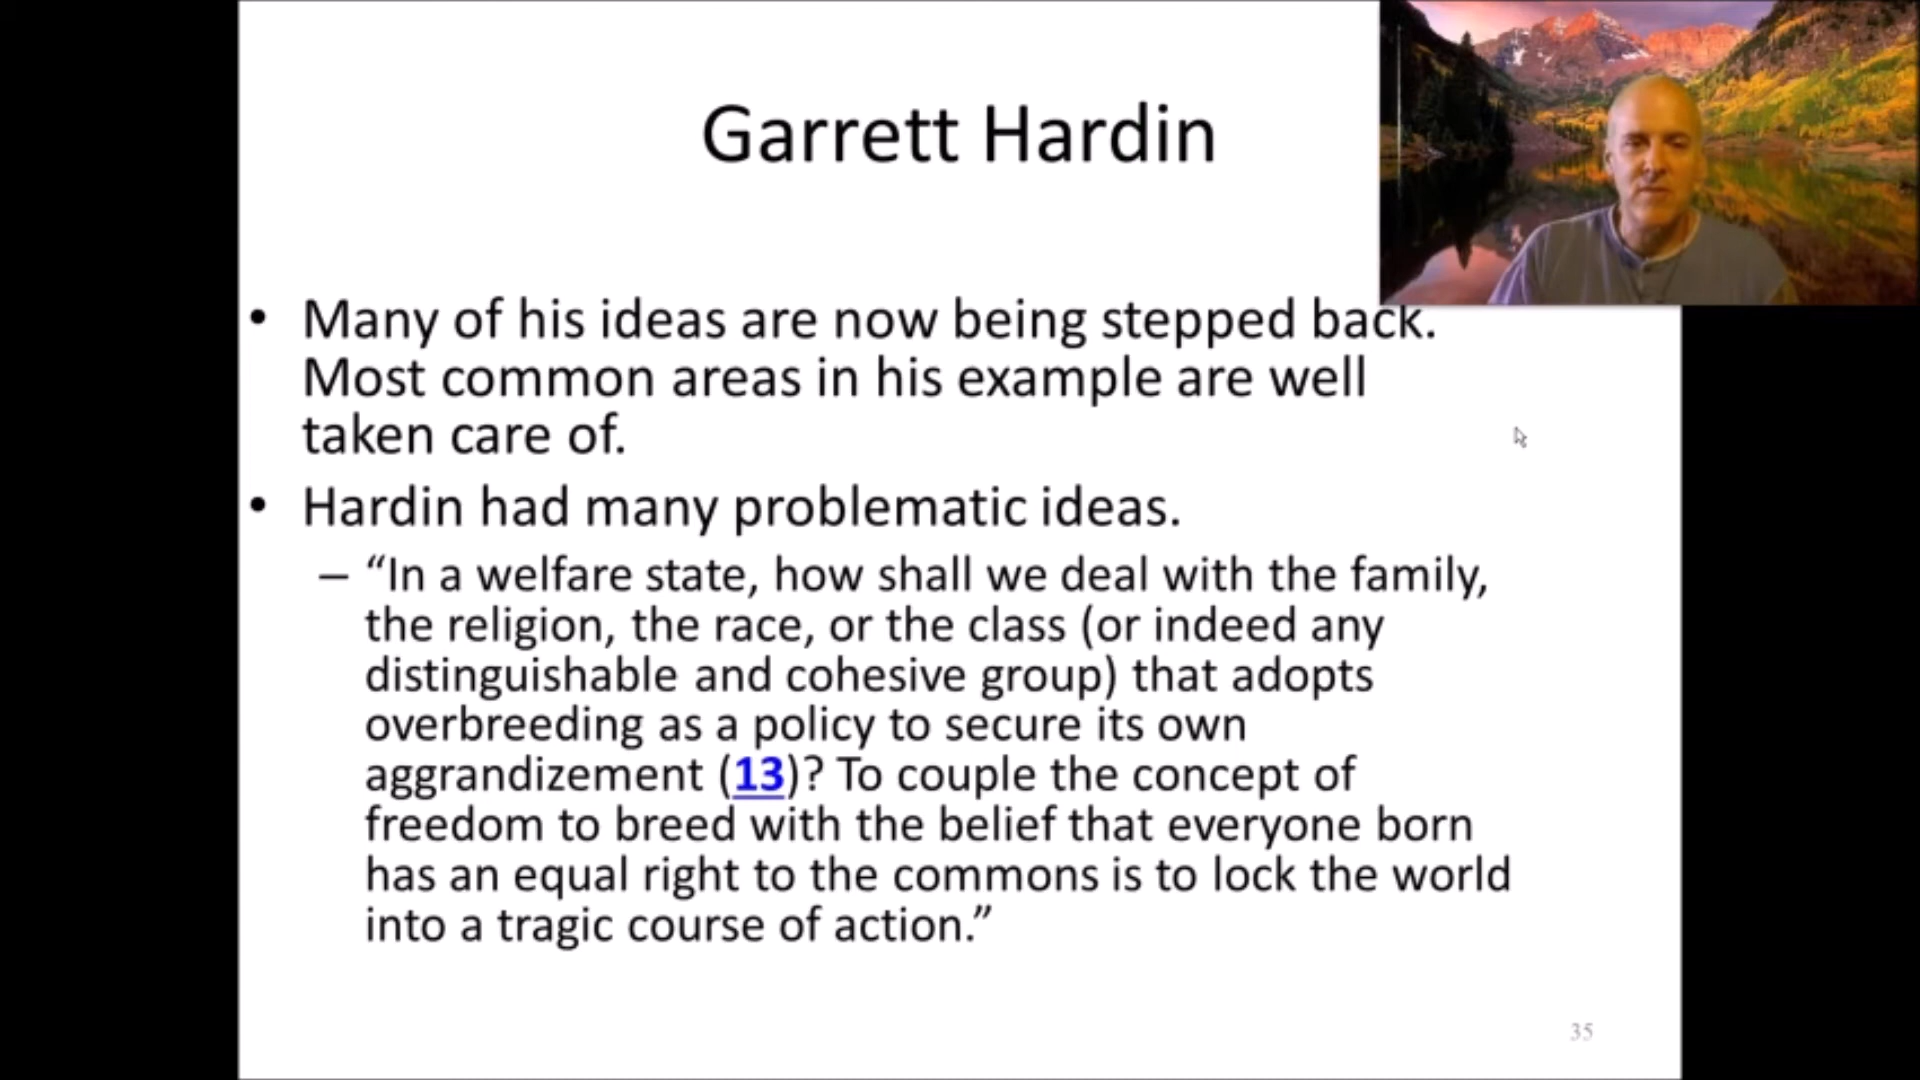 Garrett Hardin
• Many of his ideas are now being stepped back.
Most common areas in his example are well
taken care of.
• Hardin had many problematic ideas.
– “In a welfare state, how shall we deal with the family,
the religion, the race, or the class (or indeed any
distinguishable and cohesive group) that adopts
overbreeding as a policy to secure its own
aggrandizement (13)? To couple the concept of
freedom to breed with the belief that everyone born
has an equal right to the commons is to lock the world
into a tragic course of action.”
35